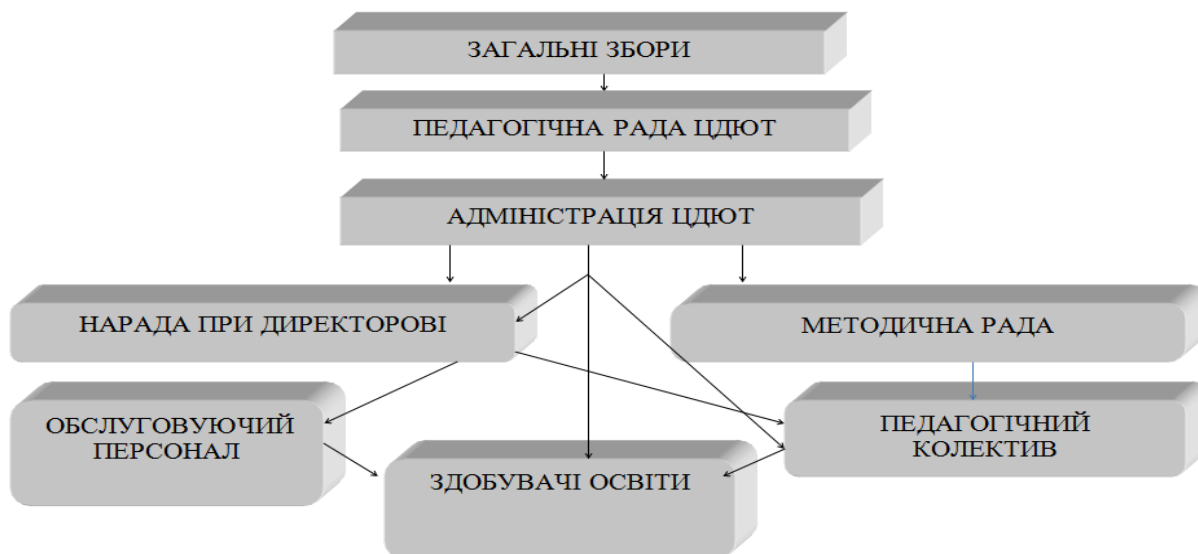 ЗАГАЛЬНІ ЗБОРИ
ПЕДАГОГІЧНА РАДА ЦДЮТ
АДМІНІСТРАЦІЯ ЦДЮТ
НАРАДА ПРИ ДИРЕКТОРОВІ
МЕТОДИЧНА РАДА
ОБСЛУГОВУЮЧИЙ
ПЕРСОНАЛ
ПЕДАГОГІЧНИЙ
КОЛЕКТИВ
ЗДОБУВАЧІ ОСВІТИ